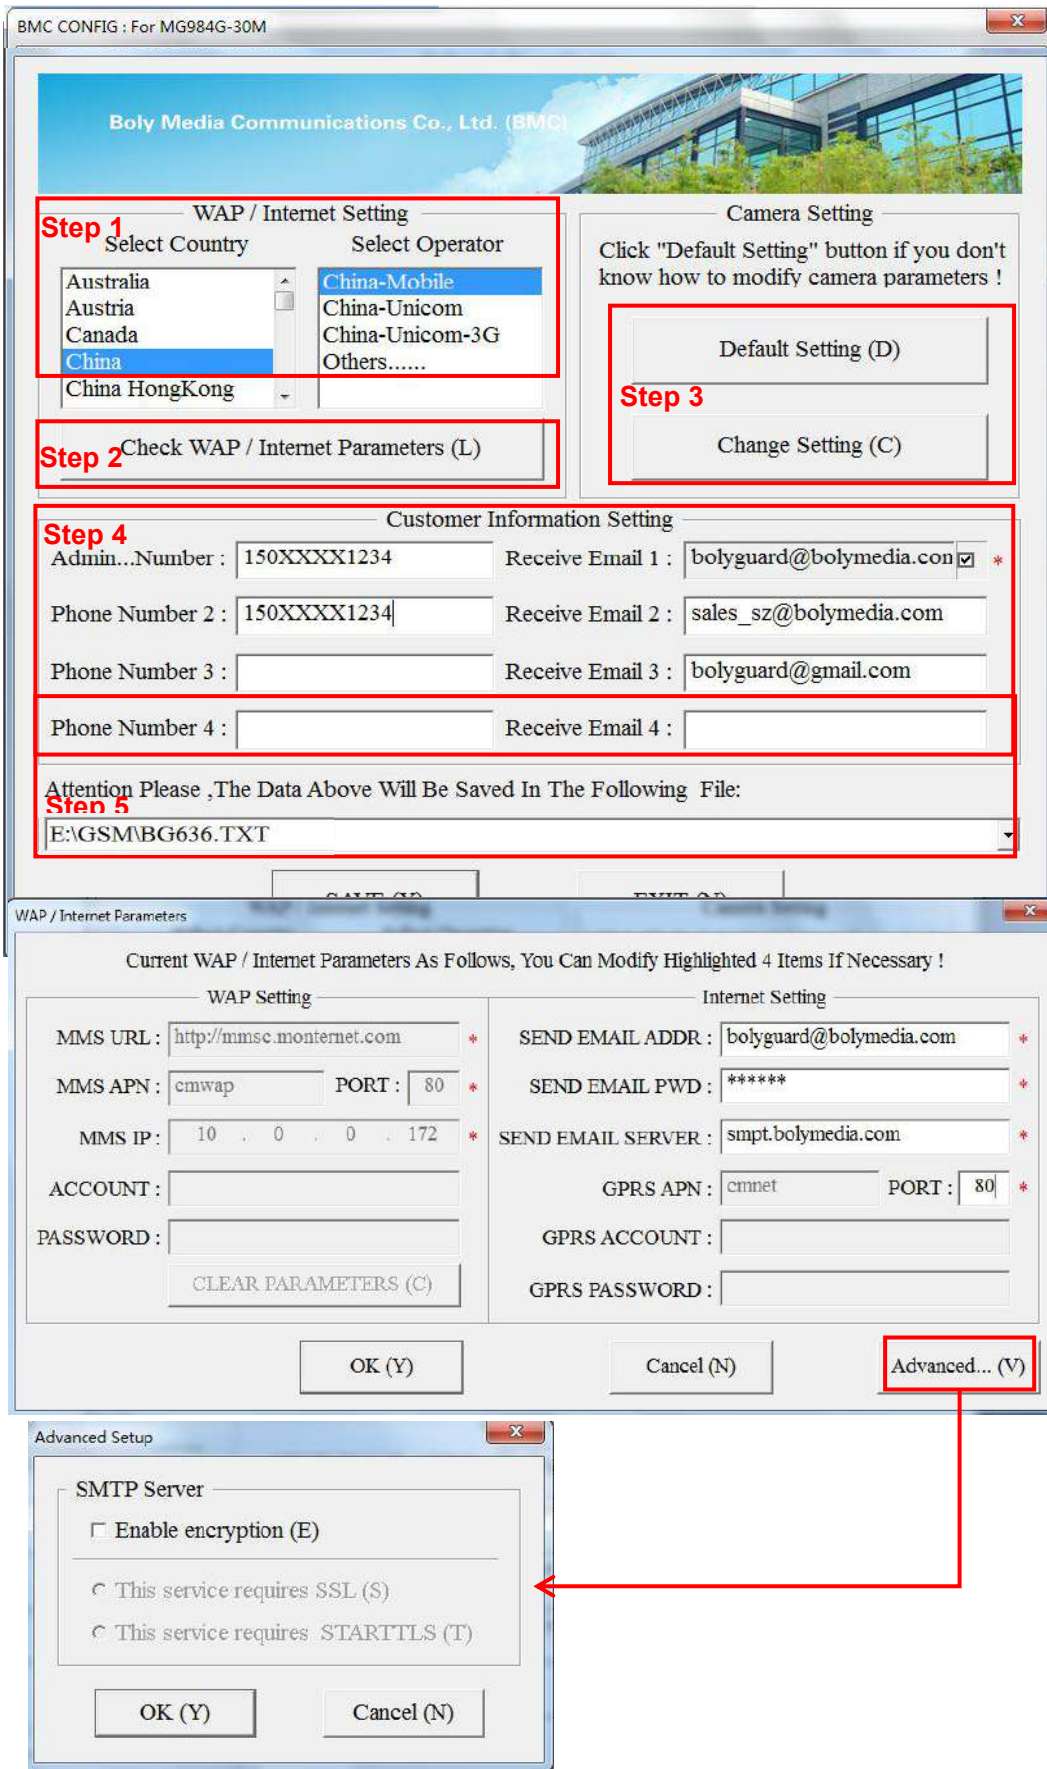 BMC CONFIG : For MG984G-30M
Boly Media Communications Co., Ltd. (BMC)
Step 1
WAP / Internet Setting
Select Country
Select Operator
Australia
Austria
Canada
China
China HongKong
China-Mobile
China-Unicom
China-Unicom-3G
Others......
Step 2
Check WAP / Internet Parameters (L)
Camera Setting
Click "Default Setting" button if you don't
know how to modify camera parameters !
Default Setting (D)
Step 3
Change Setting (C)
Step 4
Customer Information Setting
Admin...Number : 150XXXX1234 Receive Email 1 : bolyguard@bolymedia.con *
Phone Number 2 : 150XXXX1234 Receive Email 2 : sales_sz@bolymedia.com
Phone Number 3 : Receive Email 3 : bolyguard@gmail.com
Phone Number 4 : Receive Email 4 :
Attention Please ,The Data Above Will Be Saved In The Following File:
Step 5
E:\GSM\BG636.TXT
SAVE (Y) EXIT (N)
WAP / Internet Parameters
Current WAP / Internet Parameters As Follows, You Can Modify Highlighted 4 Items If Necessary !
WAP Setting
MMS URL : http://mmsc.monternet.com *
MMS APN : cmwap PORT : 80 *
MMS IP : 10 . 0 . 0 . 172 *
ACCOUNT :
PASSWORD :
CLEAR PARAMETERS (C)
Internet Setting
SEND EMAIL ADDR : bolyguard@bolymedia.com *
SEND EMAIL PWD : ****** *
SEND EMAIL SERVER : smpt.bolymedia.com *
GPRS APN : cmnet PORT : 80 *
GPRS ACCOUNT :
GPRS PASSWORD :
OK (Y) Cancel (N) Advanced... (V)
Advanced Setup
SMTP Server
Enable encryption (E)
This service requires SSL (S)
This service requires STARTTLS (T)
OK (Y) Cancel (N)